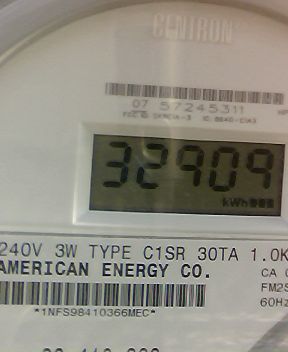 CENTRON
07 57245311
32909
kWh
240V 3W TYPE C1SR 30TA 1.0K
AMERICAN ENERGY CO.
CA
FM2S
60Hz
*1NFS98410366MEC*